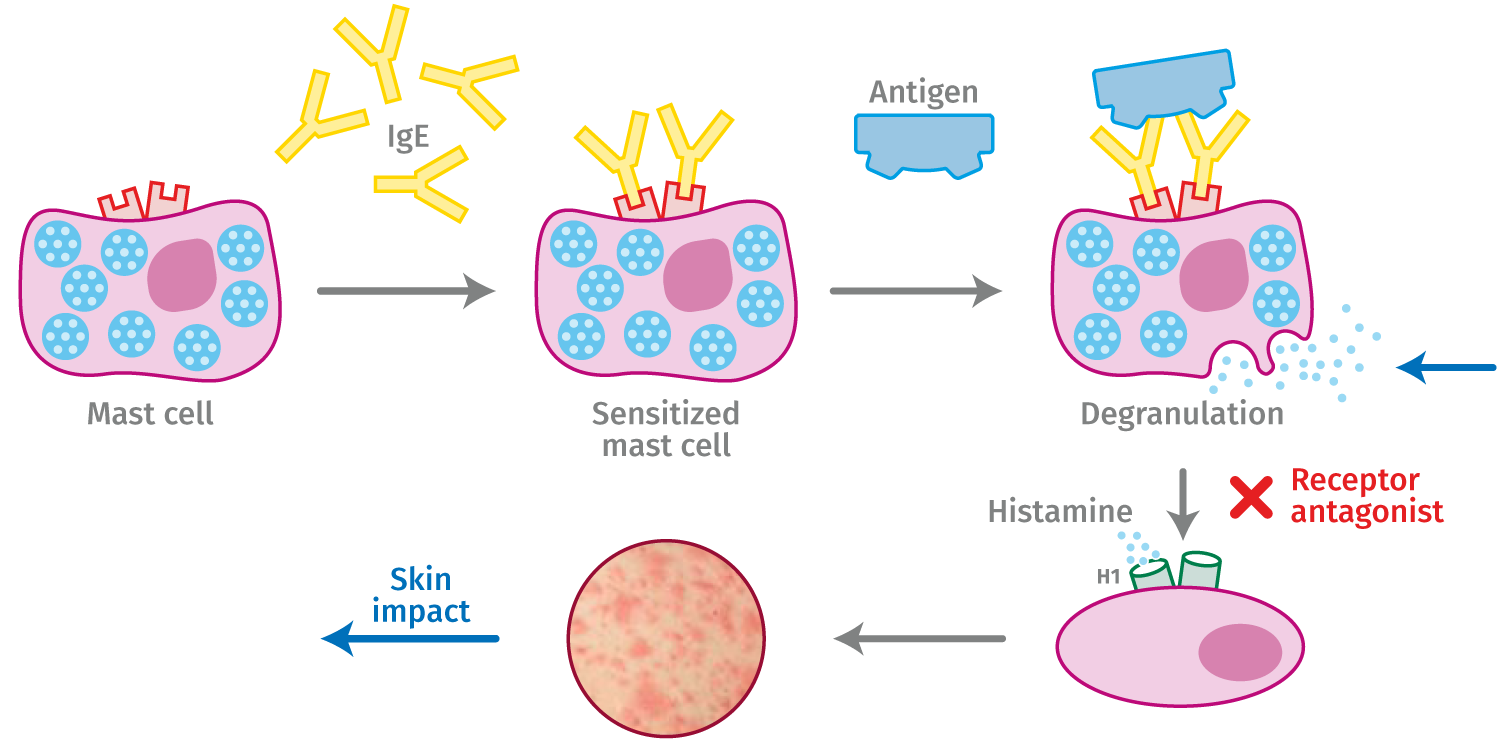 IgE
Antigen
Mast cell
Sensitized
mast cell
Degranulation
Histamine
Receptor
antagonist
H1
Skin
impact